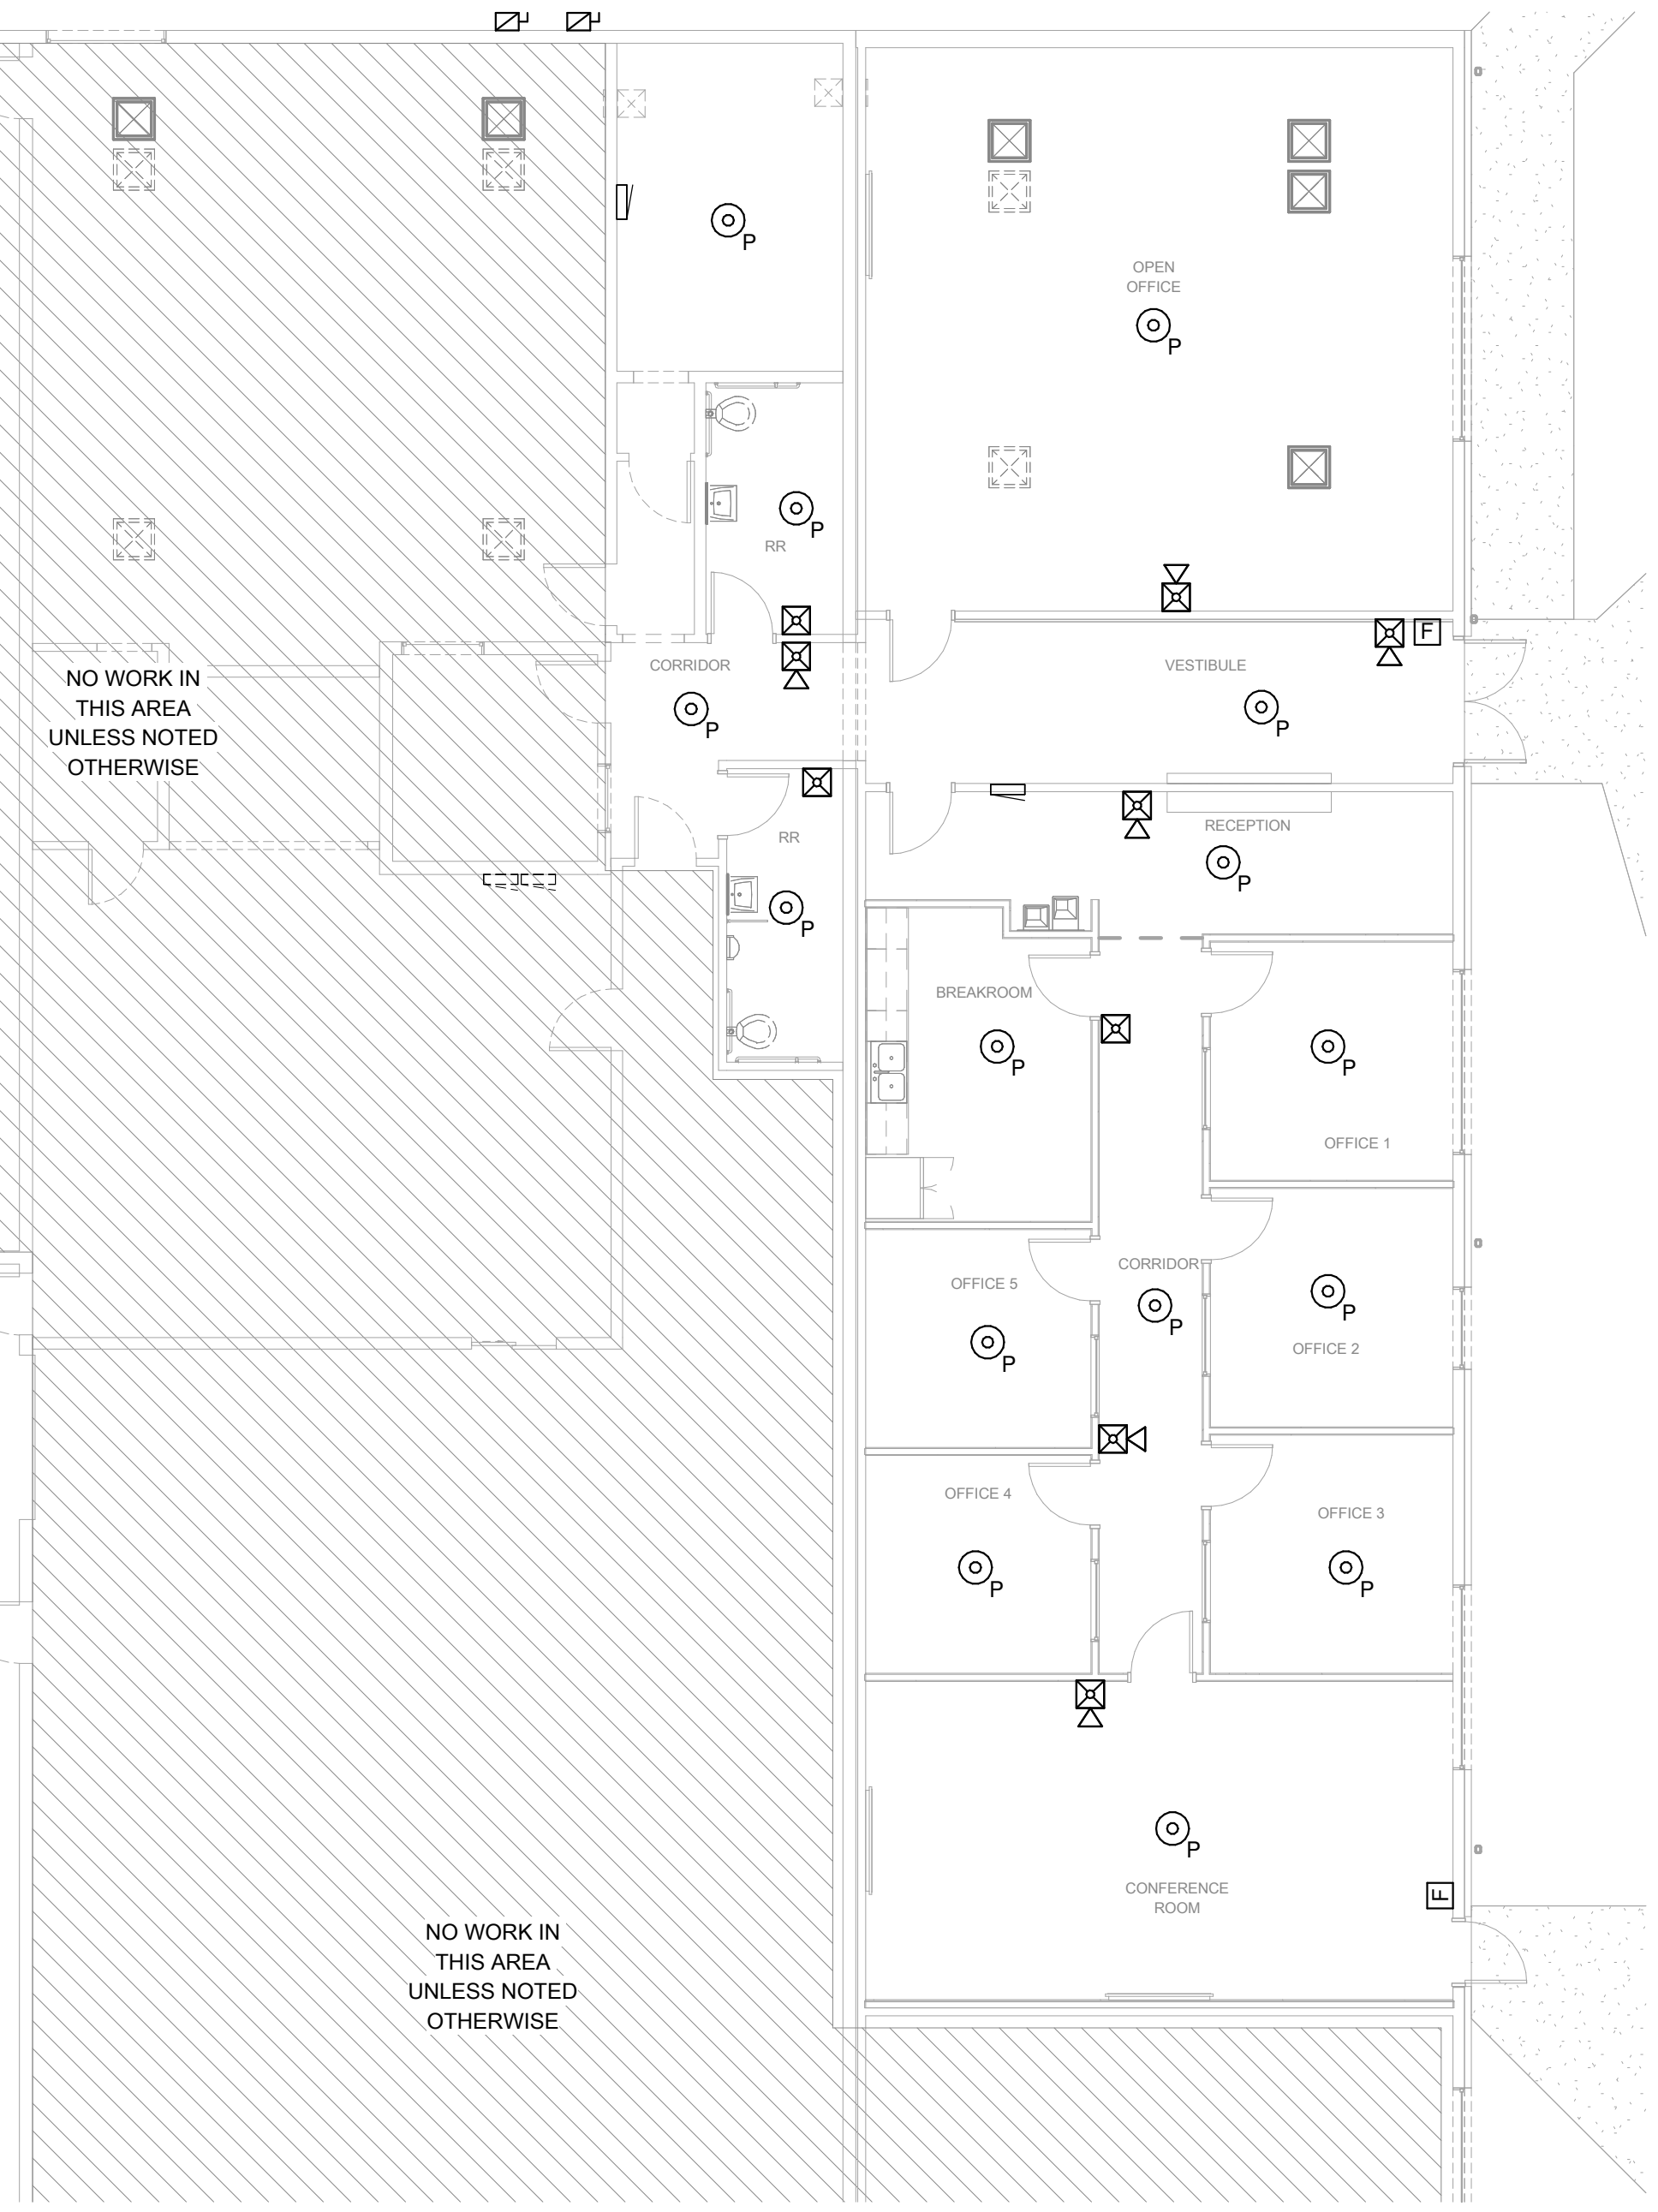 P
OPEN
OFFICE
P
P
RR
F
NO WORK IN
THIS AREA
UNLESS NOTED
OTHERWISE
CORRIDOR
P
VESTIBULE
P
RECEPTION
RR
P
P
BREAKROOM
P
P
OFFICE 1
CORRIDOR
P
OFFICE 5
P
P
OFFICE 2
OFFICE 4
P
OFFICE 3
P
P
CONFERENCE
ROOM
F
NO WORK IN
THIS AREA
UNLESS NOTED
OTHERWISE